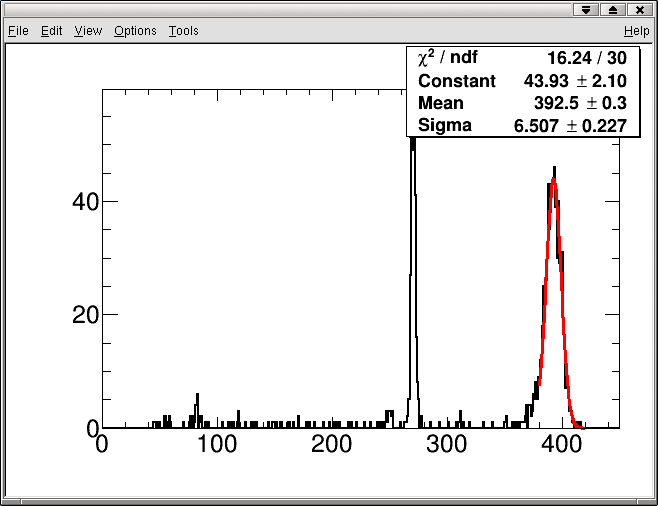 File Edit View Options Tools Help
χ² / ndf 16.24 / 30
Constant 43.93 ± 2.10
Mean 392.5 ± 0.3
Sigma 6.507 ± 0.227
40
20
0
0 100 200 300 400